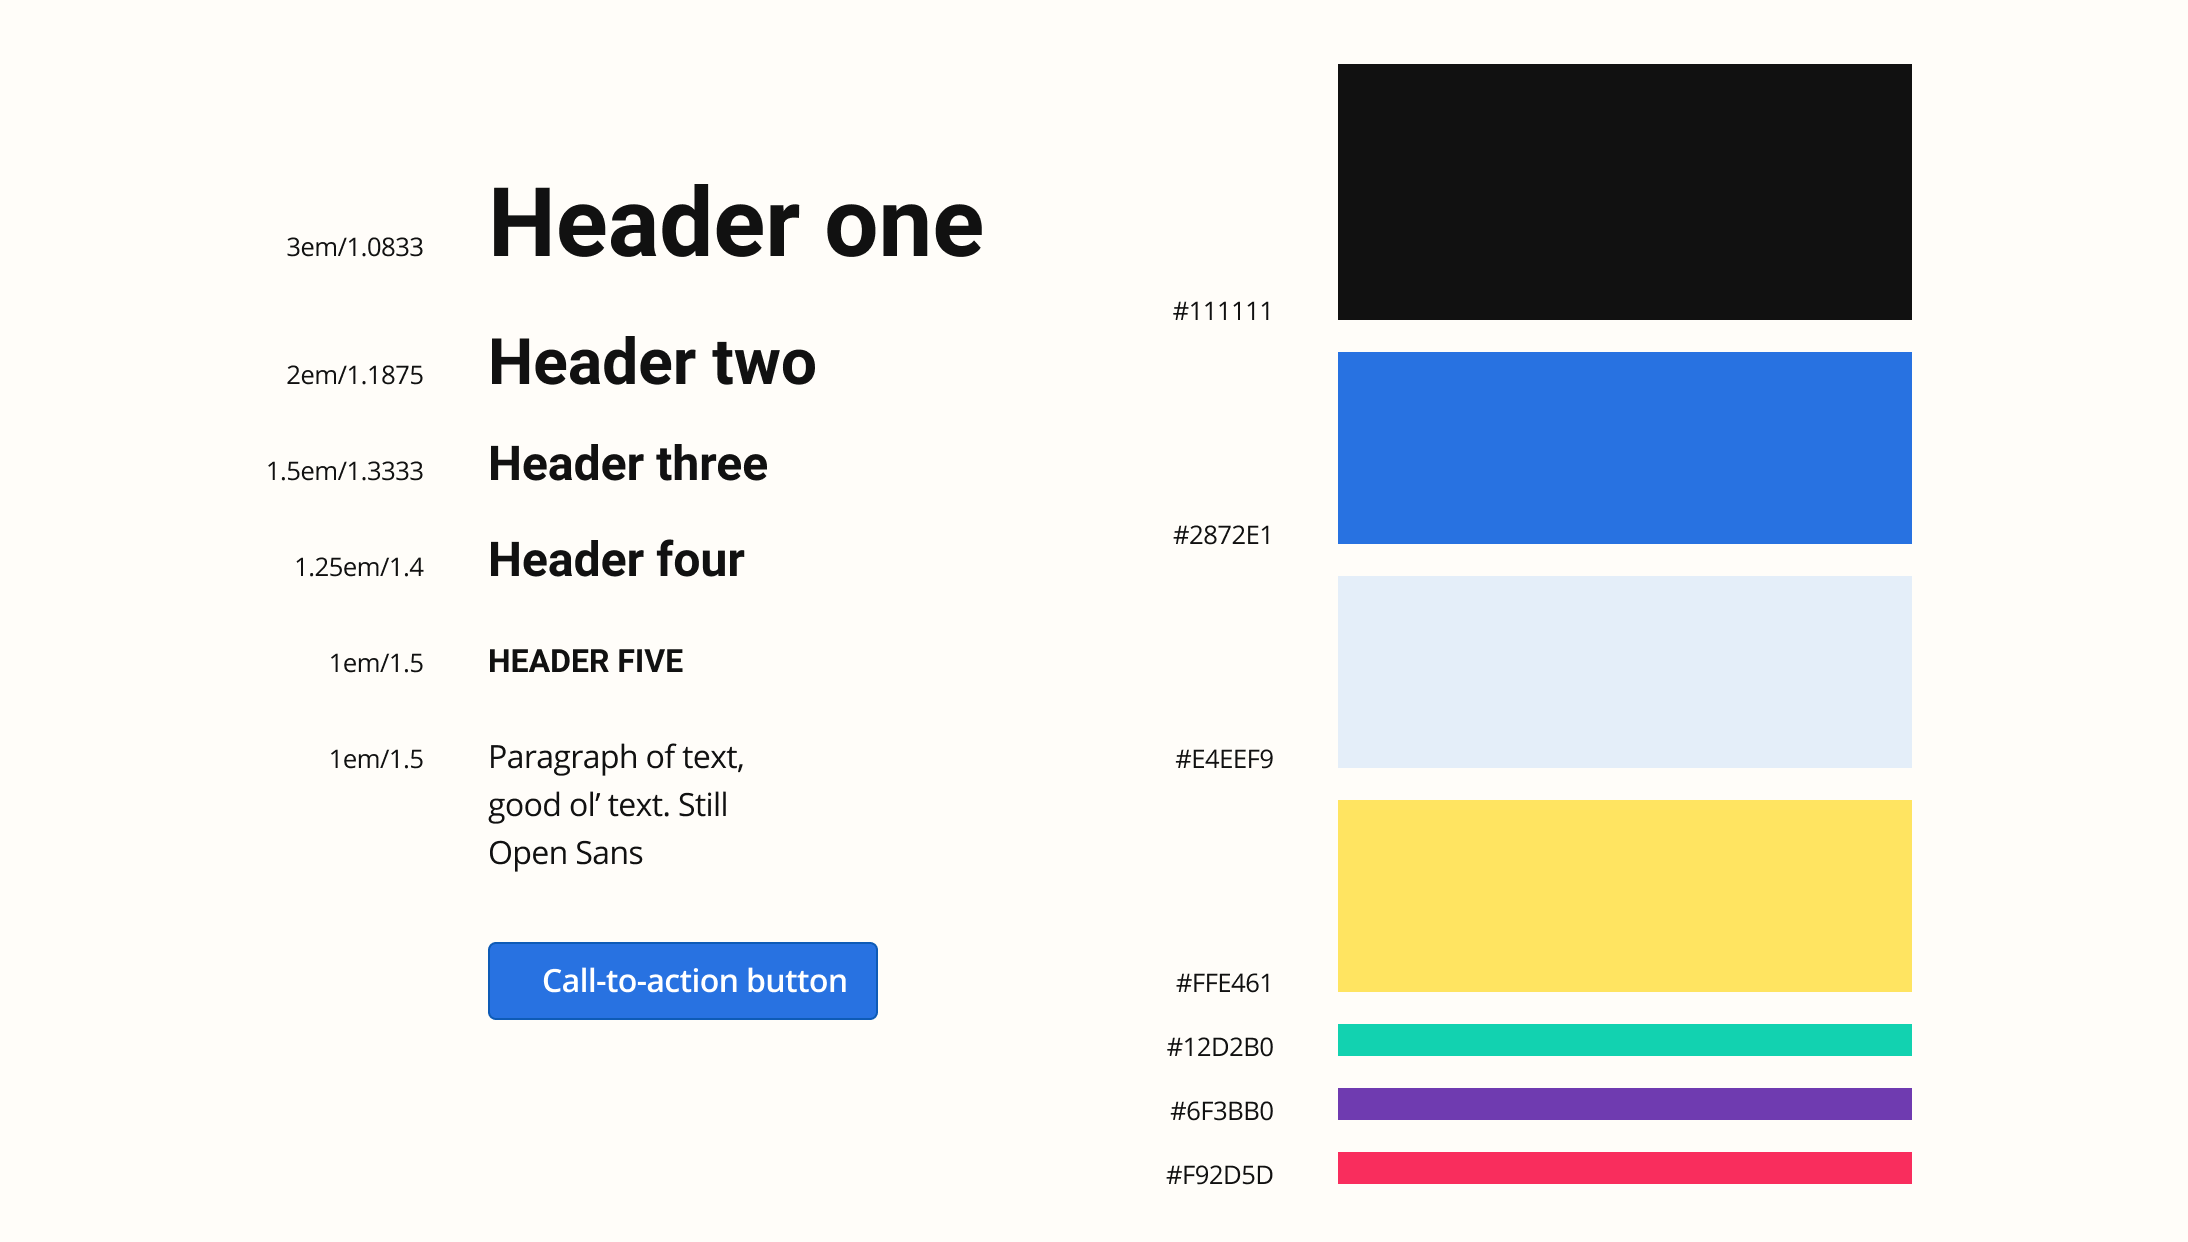 3em/1.0833
Header one
2em/1.1875
Header two
1.5em/1.3333
Header three
1.25em/1.4
Header four
1em/1.5
HEADER FIVE
1em/1.5
Paragraph of text,
good ol’ text. Still
Open Sans
Call-to-action button
#111111
#2872E1
#E4EEF9
#FFE461
#12D2B0
#6F3BB0
#F92D5D